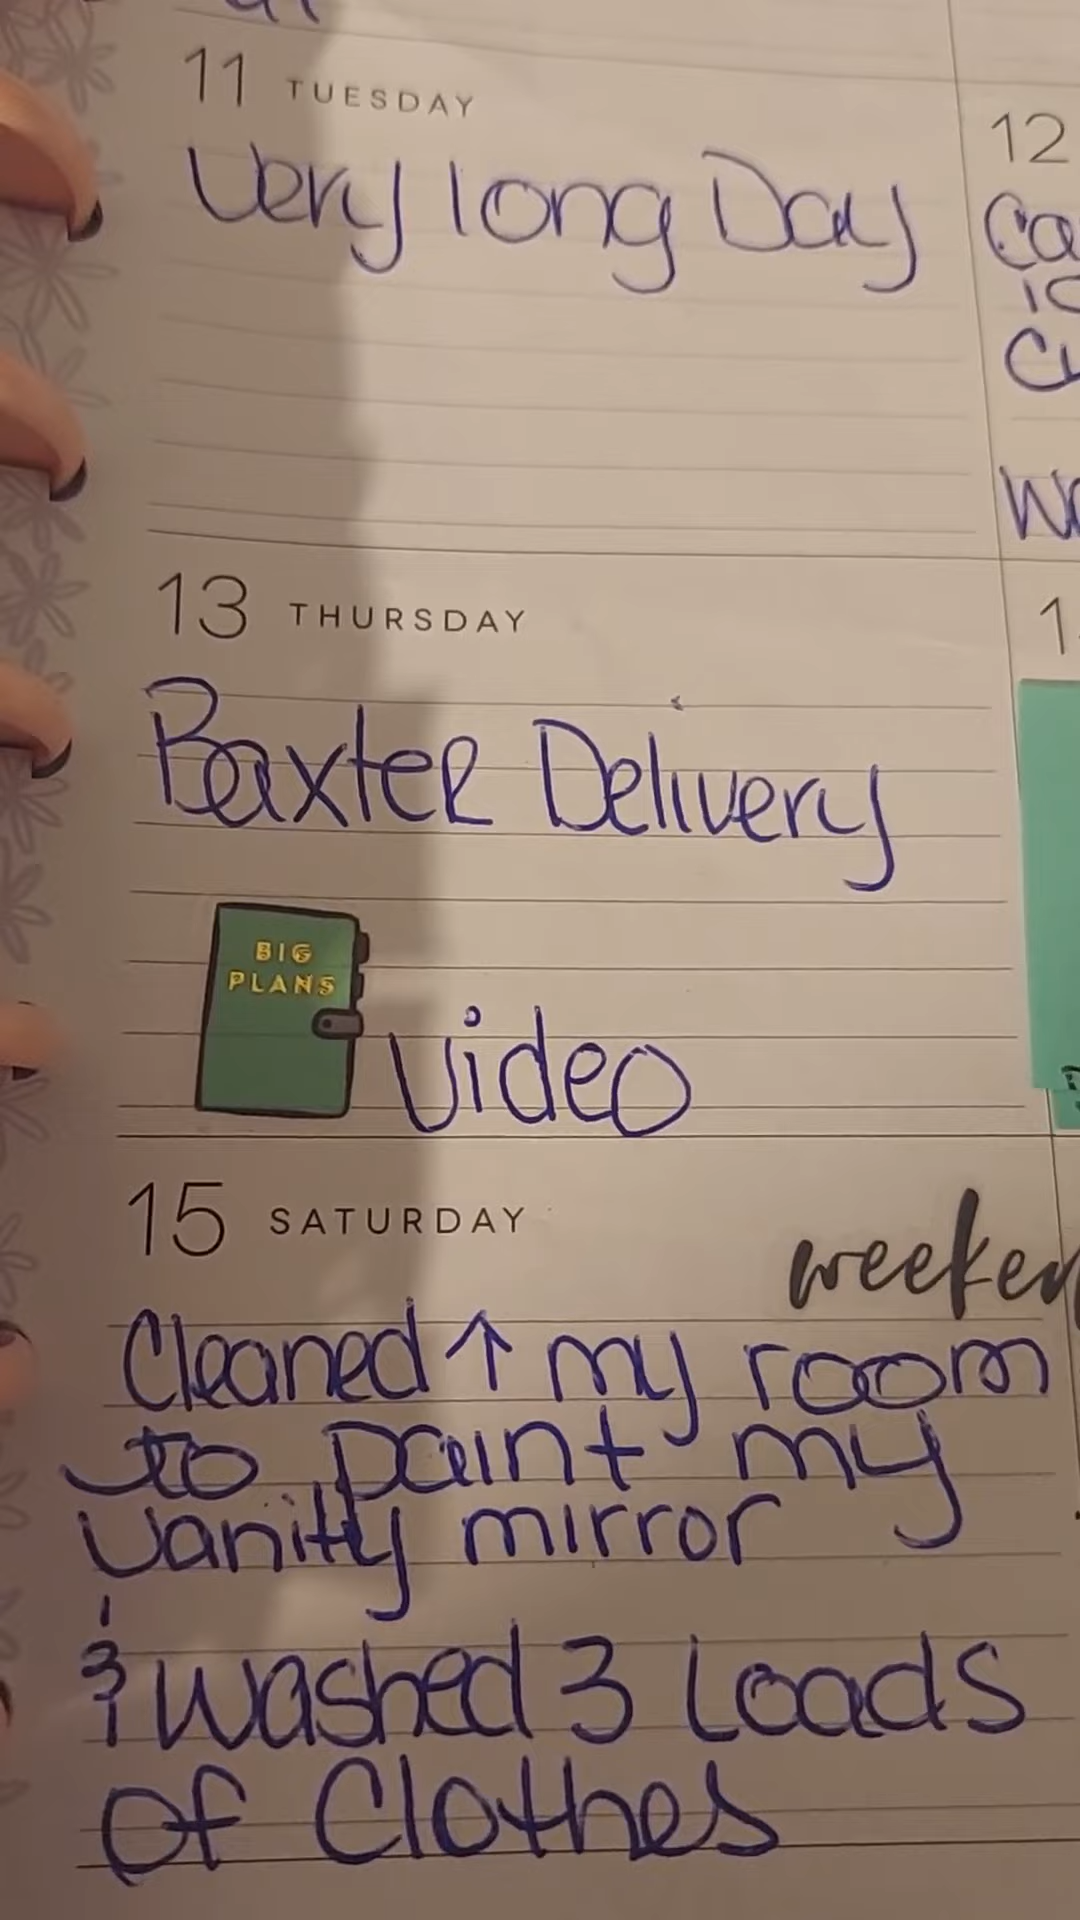 11 TUESDAY
Very long Day
12
13 THURSDAY
Baxter Delivery
BIG
PLANS
Video
15 SATURDAY
Cleaned ↑ my room
to paint my
vanity mirror
& washed 3 Loads
of Clothes